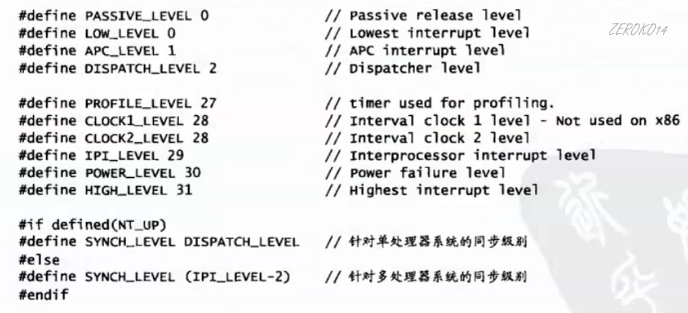 #define PASSIVE_LEVEL 0 // Passive release level
#define LOW_LEVEL 0 // Lowest interrupt level
#define APC_LEVEL 1 // APC interrupt level
#define DISPATCH_LEVEL 2 // Dispatcher level
ZEROKO14
#define PROFILE_LEVEL 27 // timer used for profiling.
#define CLOCK1_LEVEL 28 // Interval clock 1 level - Not used on x86
#define CLOCK2_LEVEL 28 // Interval clock 2 level
#define IPI_LEVEL 29 // Interprocessor interrupt level
#define POWER_LEVEL 30 // Power failure level
#define HIGH_LEVEL 31 // Highest interrupt level
#if defined(NT_UP)
#define SYNCH_LEVEL DISPATCH_LEVEL // 针对单处理器系统的同步级别
#else
#define SYNCH_LEVEL (IPI_LEVEL-2) // 针对多处理器系统的同步级别
#endif